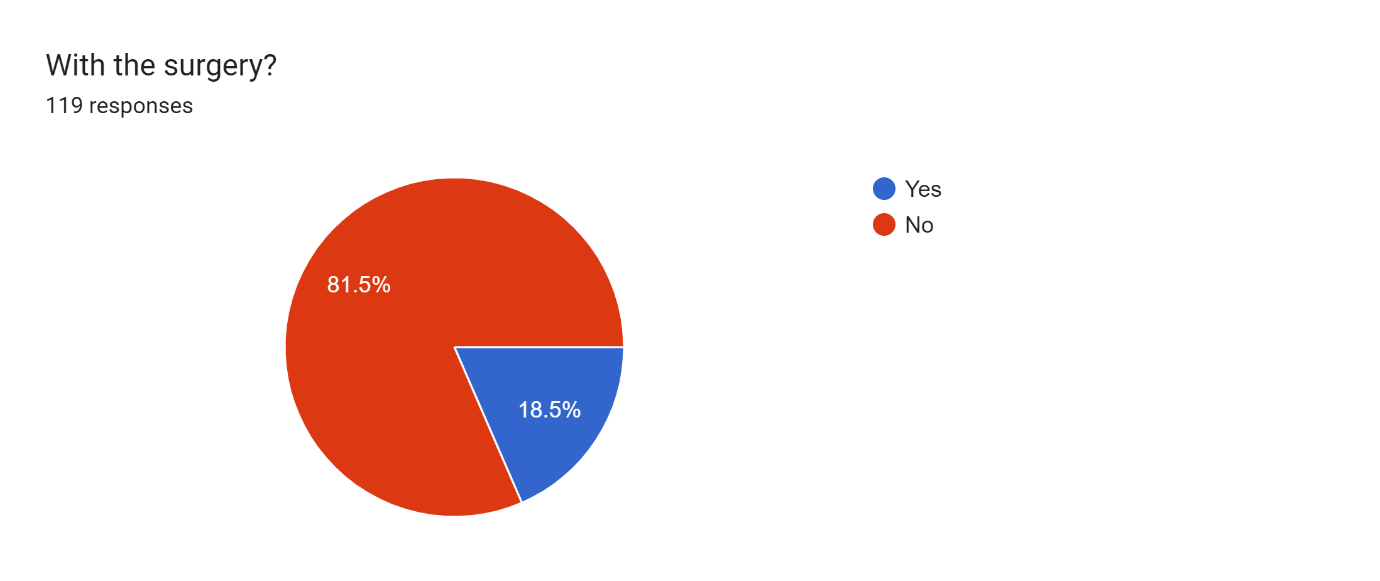 With the surgery?
119 responses
Yes
No
81.5%
18.5%